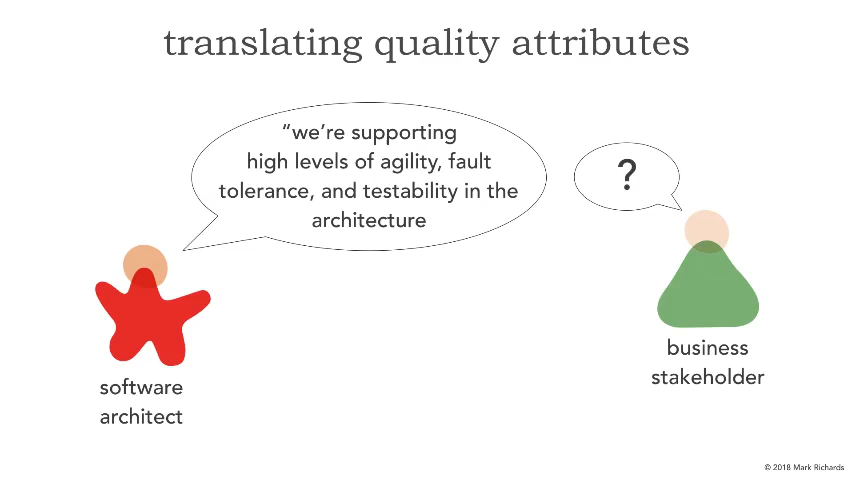 translating quality attributes
“we’re supporting
high levels of agility, fault
tolerance, and testability in the
architecture
?
software
architect
business
stakeholder
© 2018 Mark Richards